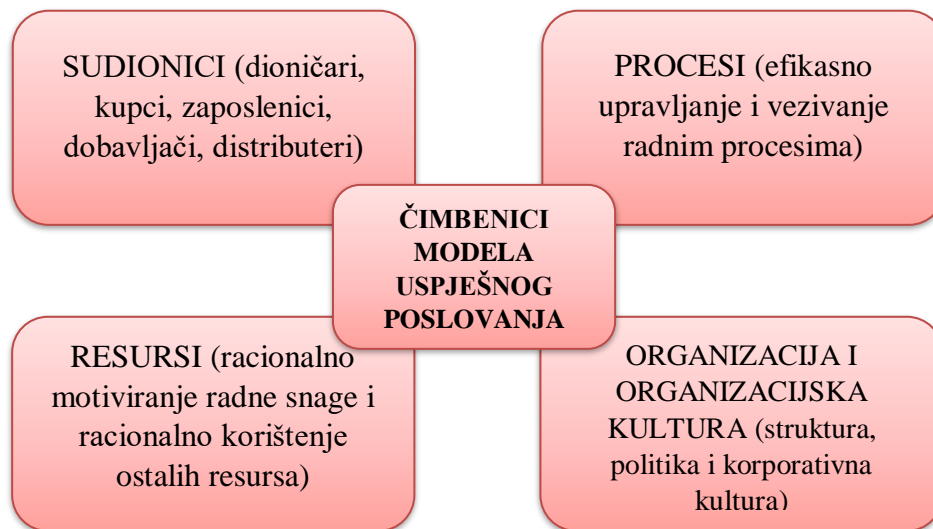 SUDIONICI (dioničari,
kupci, zaposlenici,
dobavljači, distributeri)
PROCESI (efikasno
upravljanje i vezivanje
radnim procesima)
ČIMBENICI
MODELA
USPJEŠNOG
POSLOVANJA
RESURSI (racionalno
motiviranje radne snage i
racionalno korištenje
ostalih resursa)
ORGANIZACIJA I
ORGANIZACIJSKA
KULTURA (struktura,
politika i korporativna
kultura)